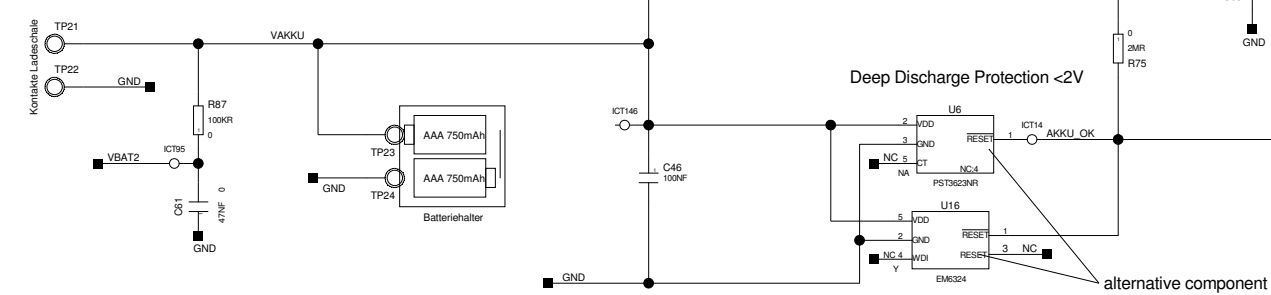 TP21
VAKKU
TP22
GND
Kontakte Ladeschale
R87
100KR
0
ICT95
VBAT2
C61
47NF
0
GND
AAA 750mAh
TP23
AAA 750mAh
TP24
GND
Batteriehalter
ICT146
C46
100NF
GND
Deep Discharge Protection <2V
0
2MR
R75
GND
U6
2 VDD
3 GND
NC 5 CT
NA
RESET 1
NC:4
PST3623NR
ICT14
AKKU_OK
U16
5 VDD
2 GND
NC 4 WDI
Y
RESET 1
RESET 3 NC
EM6324
alternative component